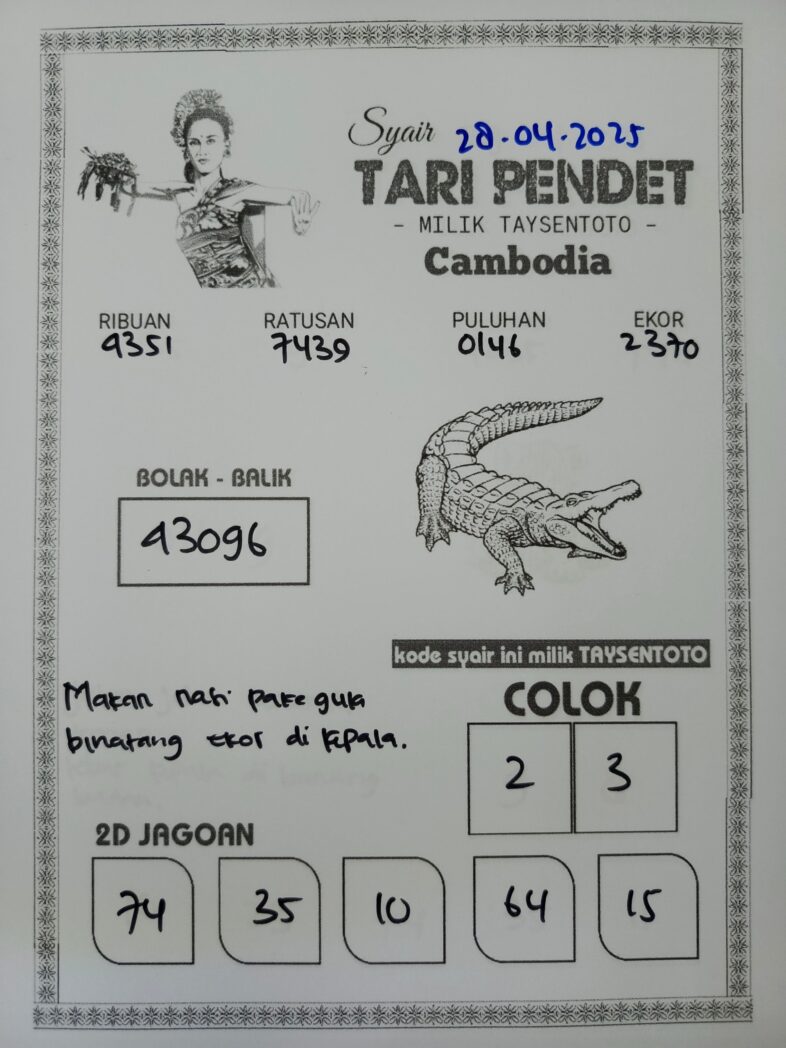 Syair 28.04.2025
TARI PENDET
- MILIK TAYSENTOTO -
Cambodia
RIBUAN RATUSAN PULUHAN EKOR
9351 7439 0146 2370
BOLAK - BALIK
93096
kode syair ini milik TAYSENTOTO
COLOK
2 3
Makan nasi pake gula
binatang ekor di kepala.
2D JAGOAN
74 35 10 64 15